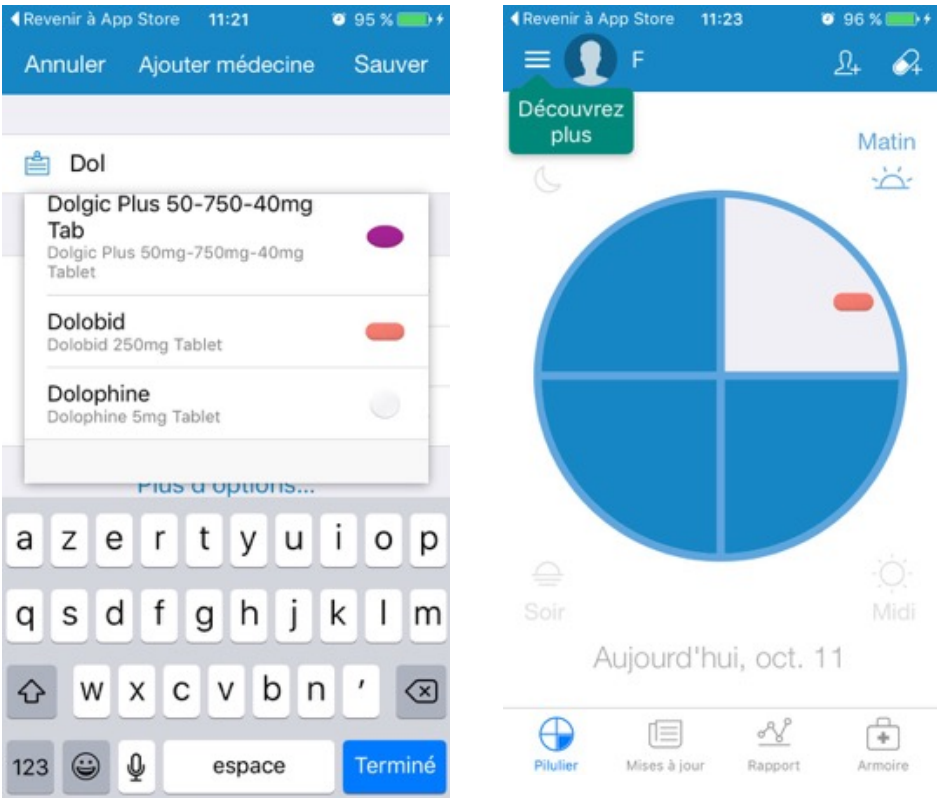 Revenir à App Store 11:21 95 %
Annuler Ajouter médecine Sauver
Dol
Dolgic Plus 50-750-40mg
Tab
Dolgic Plus 50mg-750mg-40mg
Tablet
Dolobid
Dolobid 250mg Tablet
Dolophine
Dolophine 5mg Tablet
Plus d'options...
a z e r t y u i o p
q s d f g h j k l m
w x c v b n '
123 espace Terminé
Revenir à App Store 11:23 96 %
F
Découvrez
plus
Matin
Soir Midi
Aujourd'hui, oct. 11
Pilulier Mises à jour Rapport Armoire